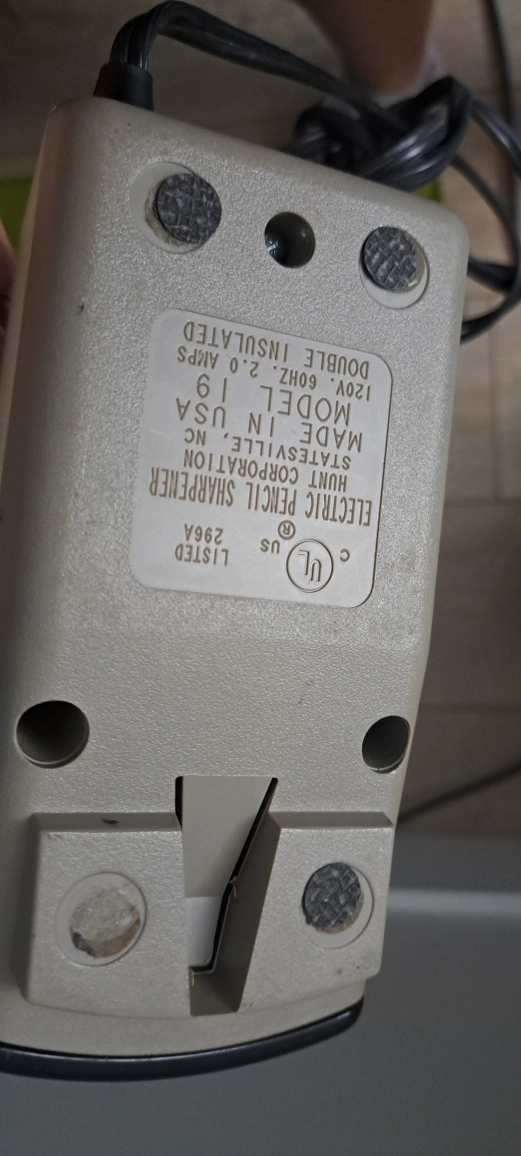 LISTED
296A
C UL US ®
ELECTRIC PENCIL SHARPENER
HUNT CORPORATION
STATESVILLE, NC
MADE IN USA
MODEL 19
120V. 60HZ. 2.0 AMPS
DOUBLE INSULATED